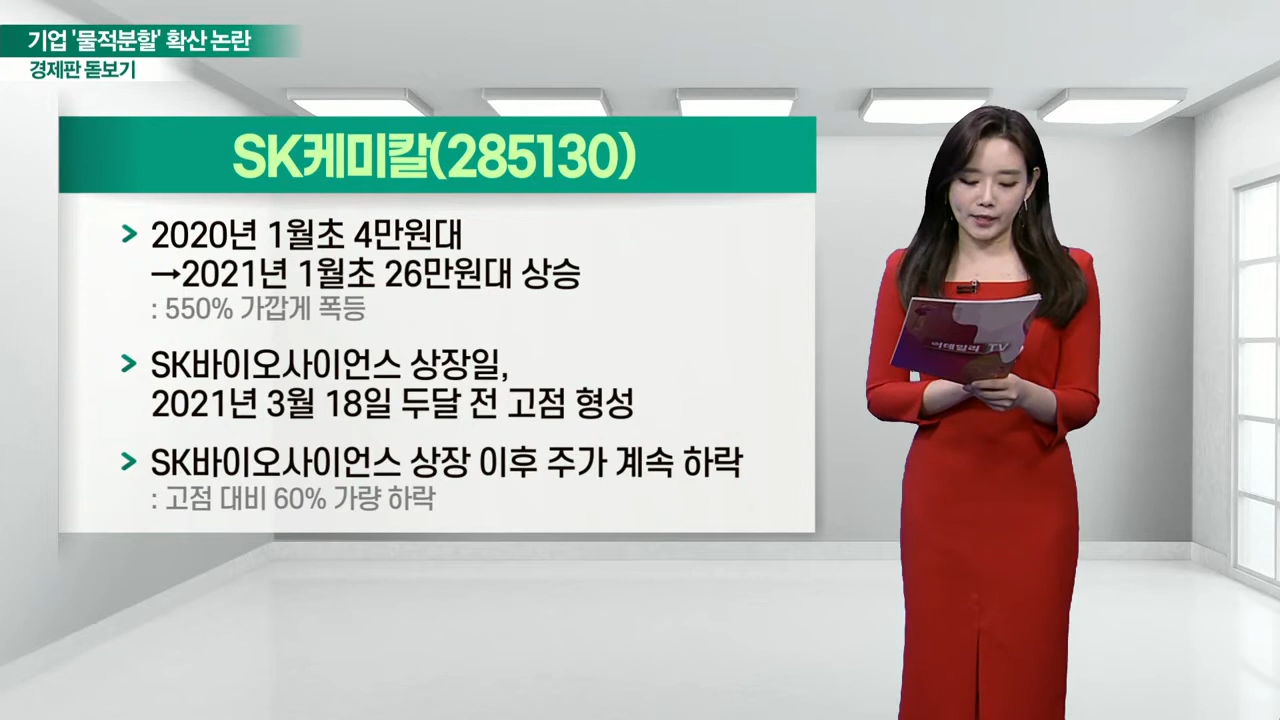 기업 '물적분할' 확산 논란
경제판 돋보기
SK케미칼(285130)
> 2020년 1월초 4만원대
→2021년 1월초 26만원대 상승
: 550% 가깝게 폭등
> SK바이오사이언스 상장일,
2021년 3월 18일 두달 전 고점 형성
> SK바이오사이언스 상장 이후 주가 계속 하락
: 고점 대비 60% 가량 하락
이데일리 TV